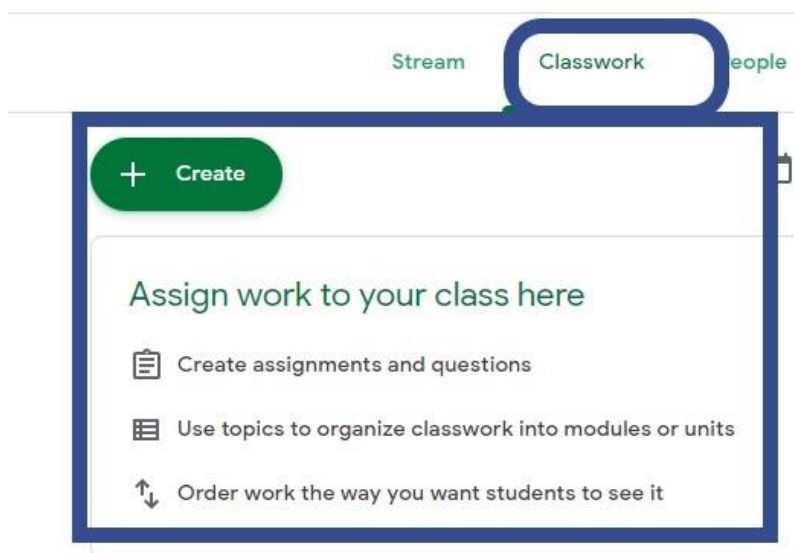 Stream Classwork eople
+ Create
Assign work to your class here
Create assignments and questions
Use topics to organize classwork into modules or units
Order work the way you want students to see it